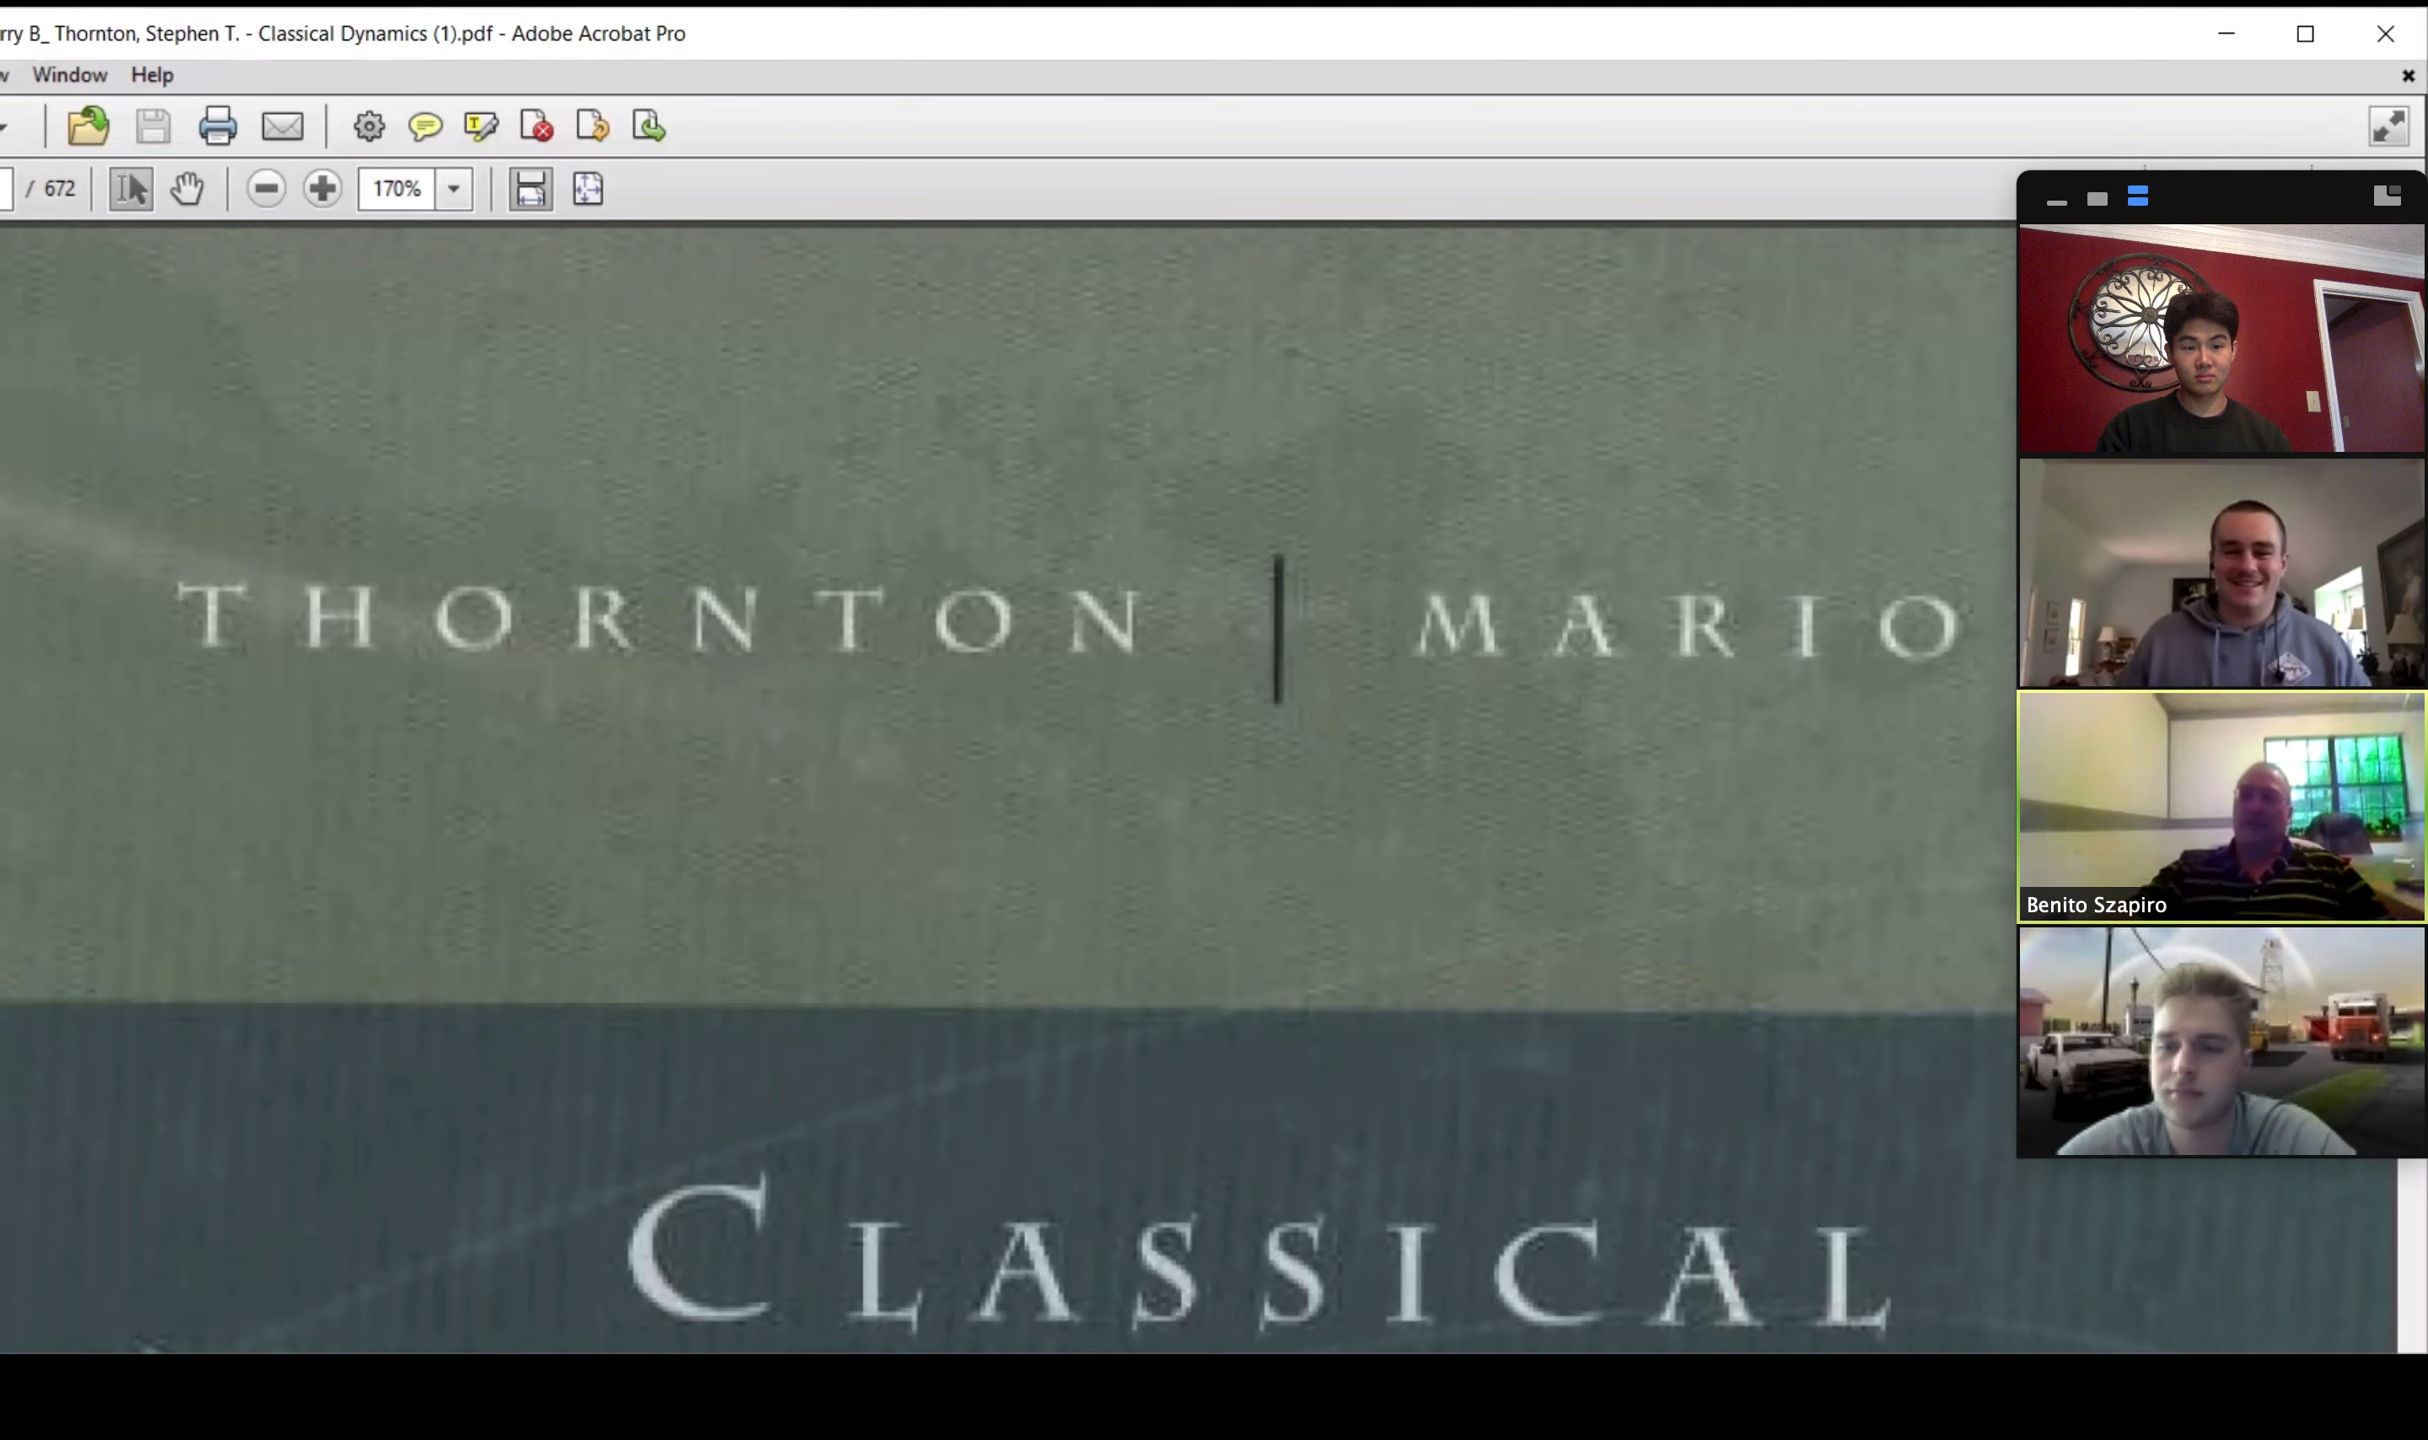 rry B_ Thornton, Stephen T. - Classical Dynamics (1).pdf - Adobe Acrobat Pro
w Window Help
/ 672
170%
THORNTON | MARIO
CLASSICAL
Benito Szapiro